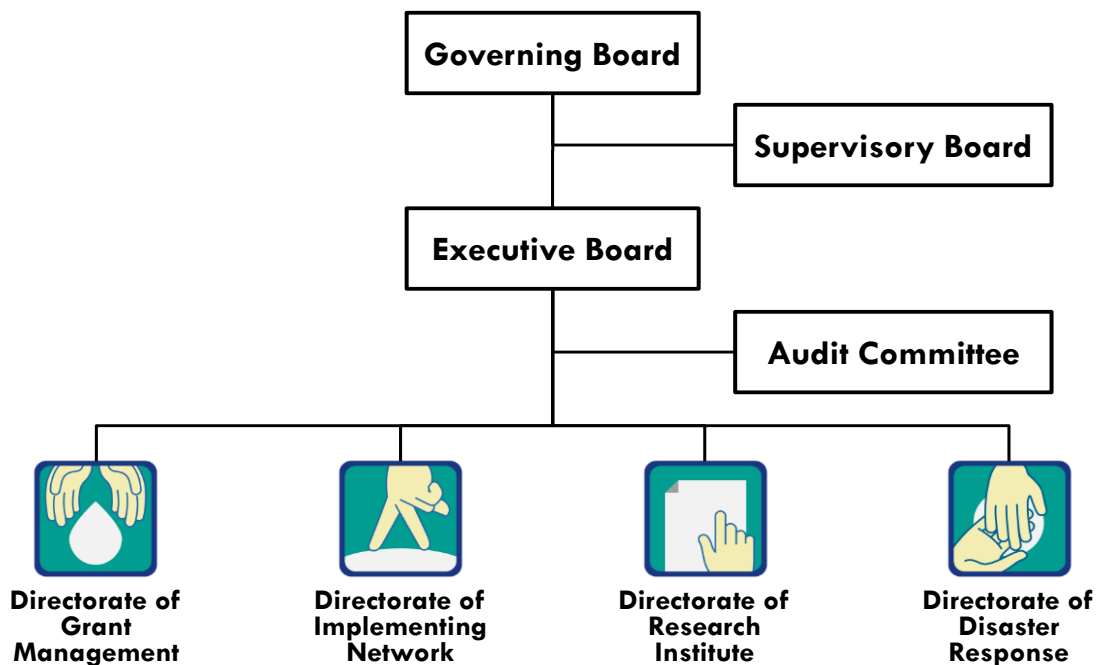 Governing Board
Supervisory Board
Executive Board
Audit Committee
Directorate of
Grant
Management
Directorate of
Implementing
Network
Directorate of
Research
Institute
Directorate of
Disaster
Response